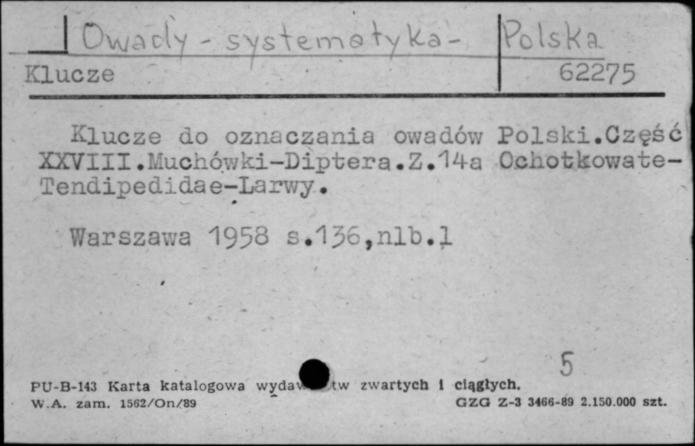 Owady - systematyka - Polska
Klucze 62275
Klucze do oznaczania owadów Polski.Część
XXVIII.Muchówki-Diptera.Z.14a Ochotkowate-
Tendipedidae-Larwy.
Warszawa 1958 s.136,nlb.1
5
PU-B-143 Karta katalogowa wydaw tw zwartych i ciągłych.
W.A. zam. 1562/On/89 GZG Z-3 3466-89 2.150.000 szt.